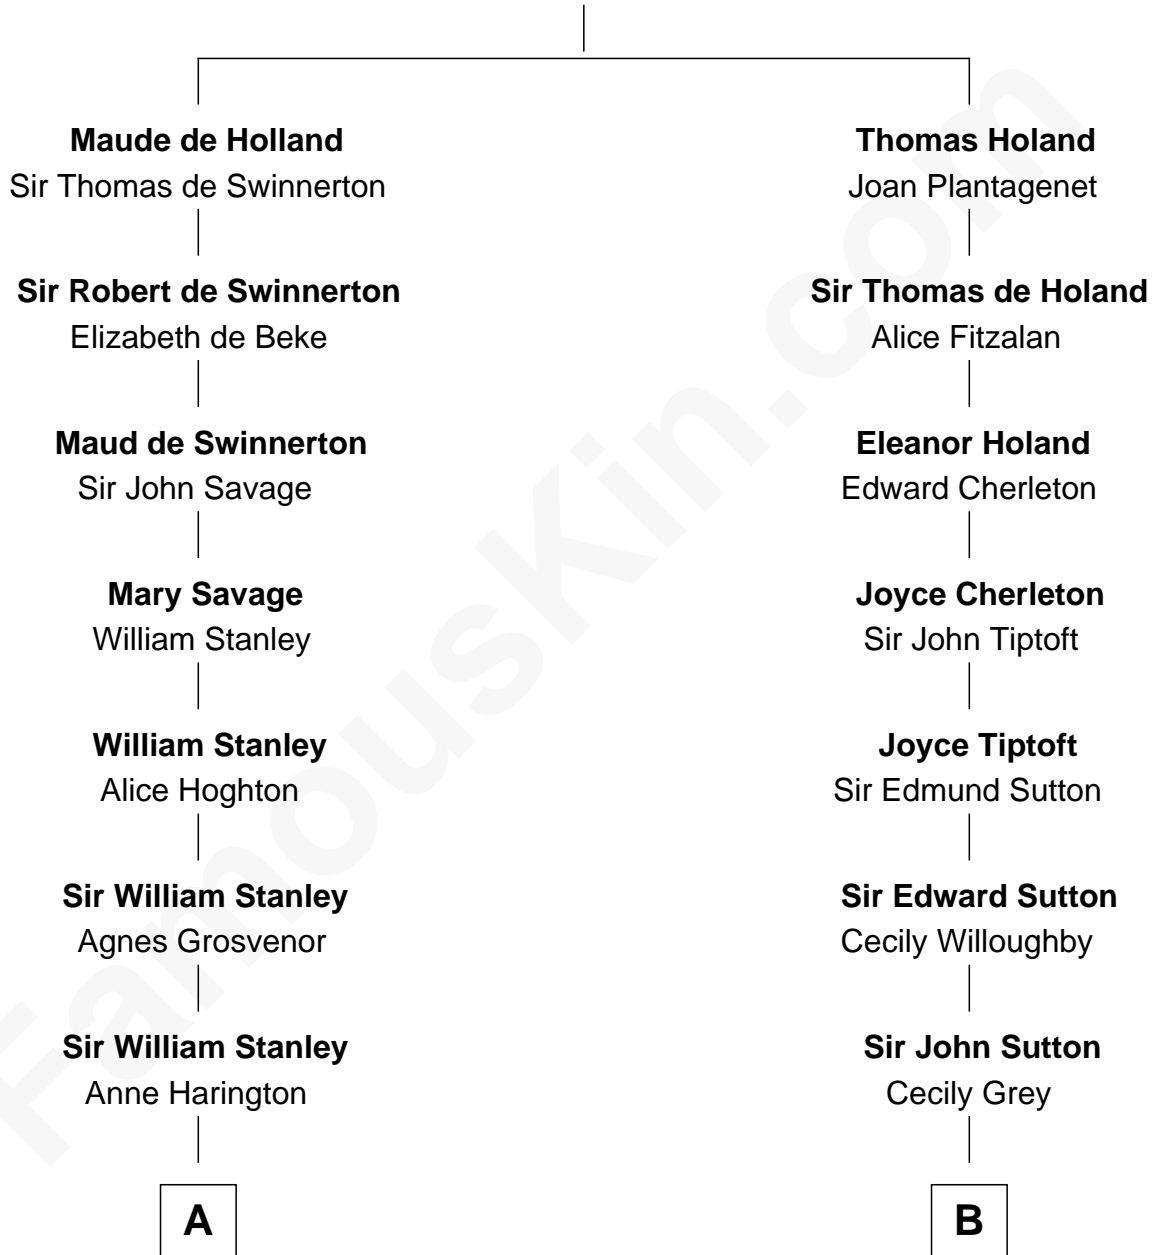 Maude de Holland
Sir Thomas de Swinnerton
Sir Robert de Swinnerton
Elizabeth de Beke
Maud de Swinnerton
Sir John Savage
Mary Savage
William Stanley
William Stanley
Alice Hoghton
Sir William Stanley
Agnes Grosvenor
Sir William Stanley
Anne Harington
A
Thomas Holand
Joan Plantagenet
Sir Thomas de Holand
Alice Fitzalan
Eleanor Holand
Edward Cherleton
Joyce Cherleton
Sir John Tiptoft
Joyce Tiptoft
Sir Edmund Sutton
Sir Edward Sutton
Cecily Willoughby
Sir John Sutton
Cecily Grey
B
FamousKin.com